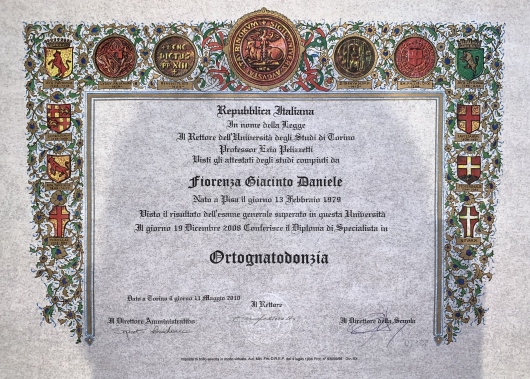 Repubblica Italiana
In nome della Legge
Il Rettore dell'Università degli Studi di Torino
Professor Ezio Pelizzetti
Visti gli attestati degli studi compiuti da
Fiorenza Giacinto Daniele
Nato a Pisa il giorno 13 Febbraio 1979
Visto il risultato dell'esame generale superato in questa Università
Il giorno 19 Dicembre 2008 Conferisce il Diploma di Specialista in
Ortognatodonzia
Dato a Torino il giorno 11 Maggio 2010
Il Rettore
Il Direttore Amministrativo
Il Direttore della Scuola